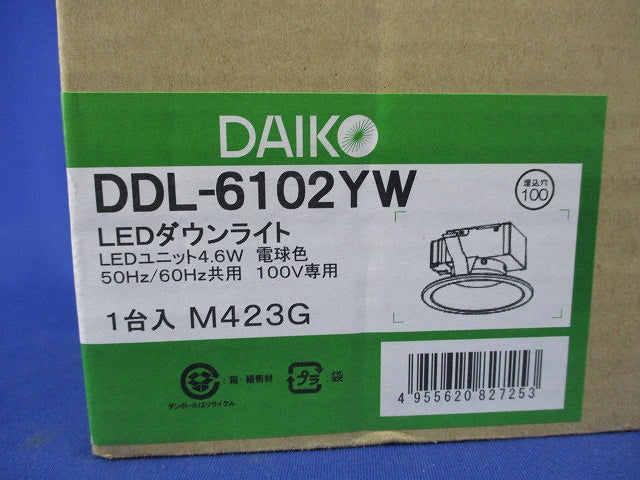 DAIKO
DDL-6102YW
埋込穴
100
LEDダウンライト
LEDユニット4.6W 電球色
50Hz/60Hz共用 100V専用
1台入 M423G
:箱・緩衝材
プラ :袋
ダンボールはリサイクル
4 955620 827253